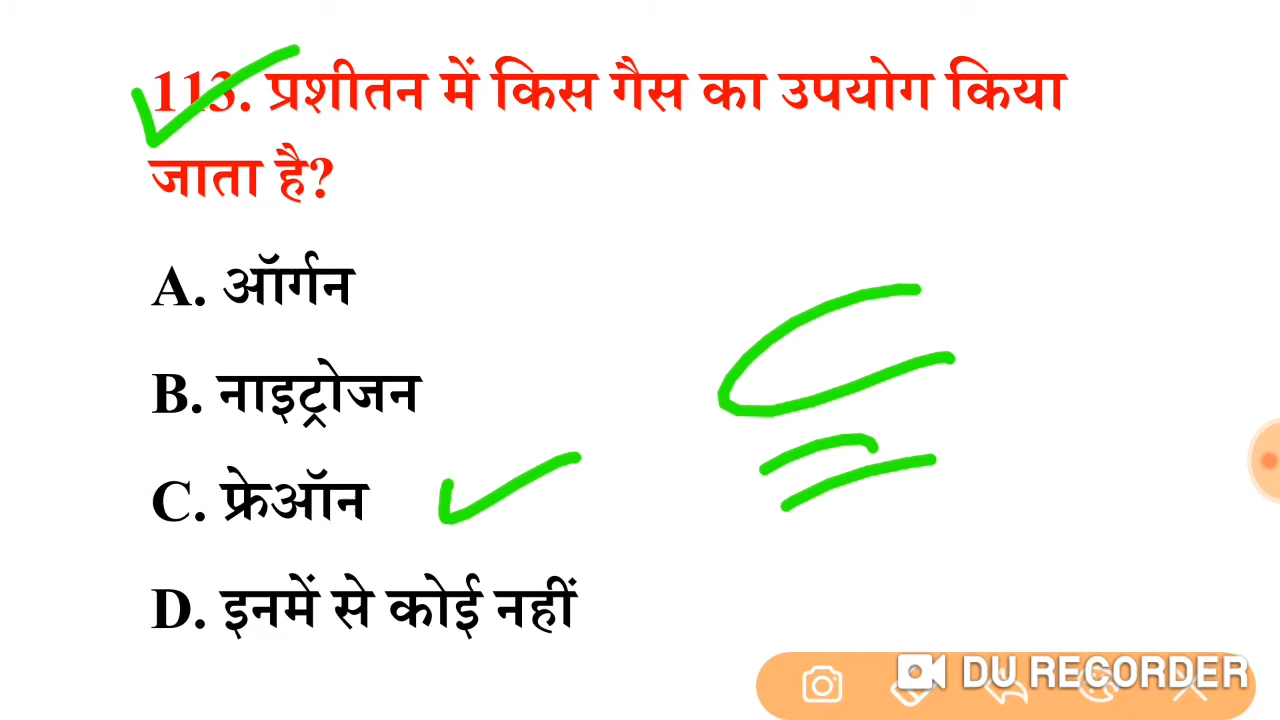 113. प्रशीतन में किस गैस का उपयोग किया
जाता है?
A. ऑर्गन
B. नाइट्रोजन
C. फ्रेऑन
D. इनमें से कोई नहीं
DU RECORDER